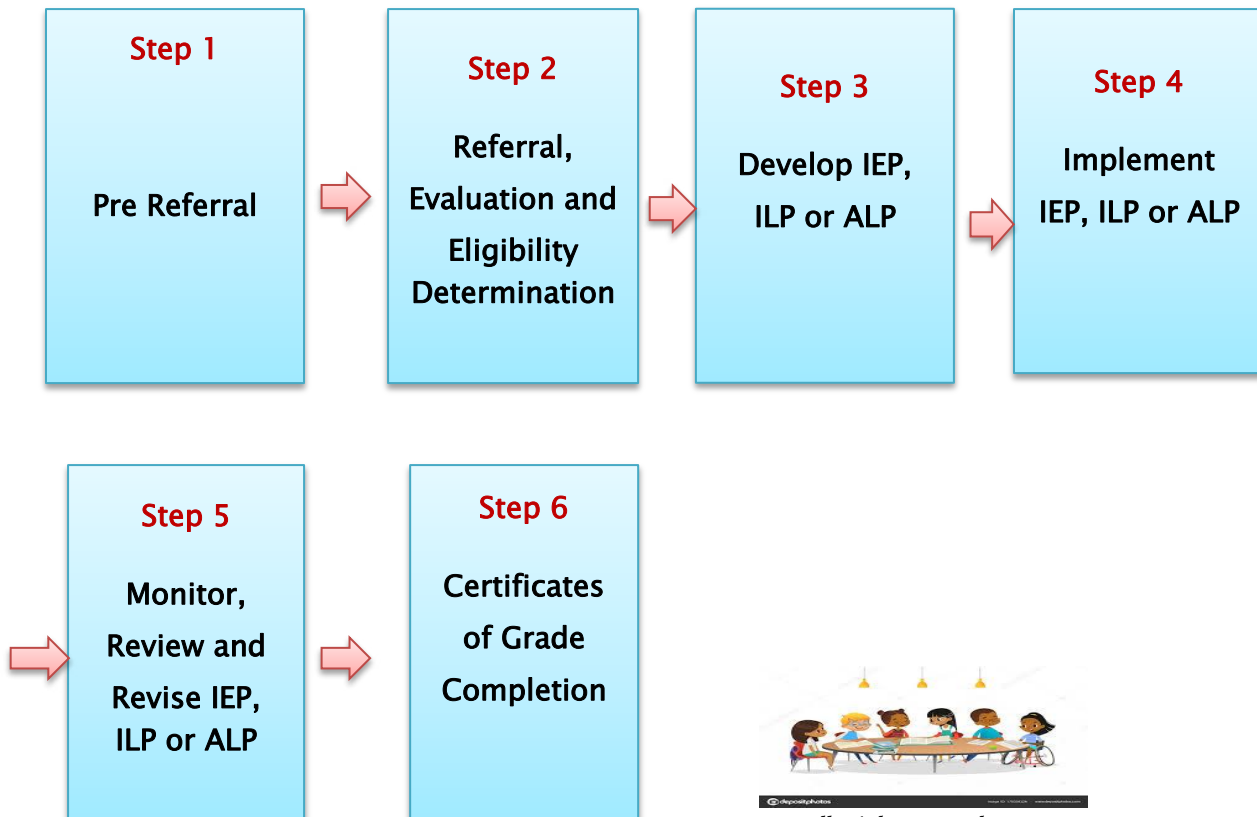 Step 1
Pre Referral
Step 2
Referral,
Evaluation and
Eligibility
Determination
Step 3
Develop IEP,
ILP or ALP
Step 4
Implement
IEP, ILP or ALP
Step 5
Monitor,
Review and
Revise IEP,
ILP or ALP
Step 6
Certificates
of Grade
Completion
depositphotos